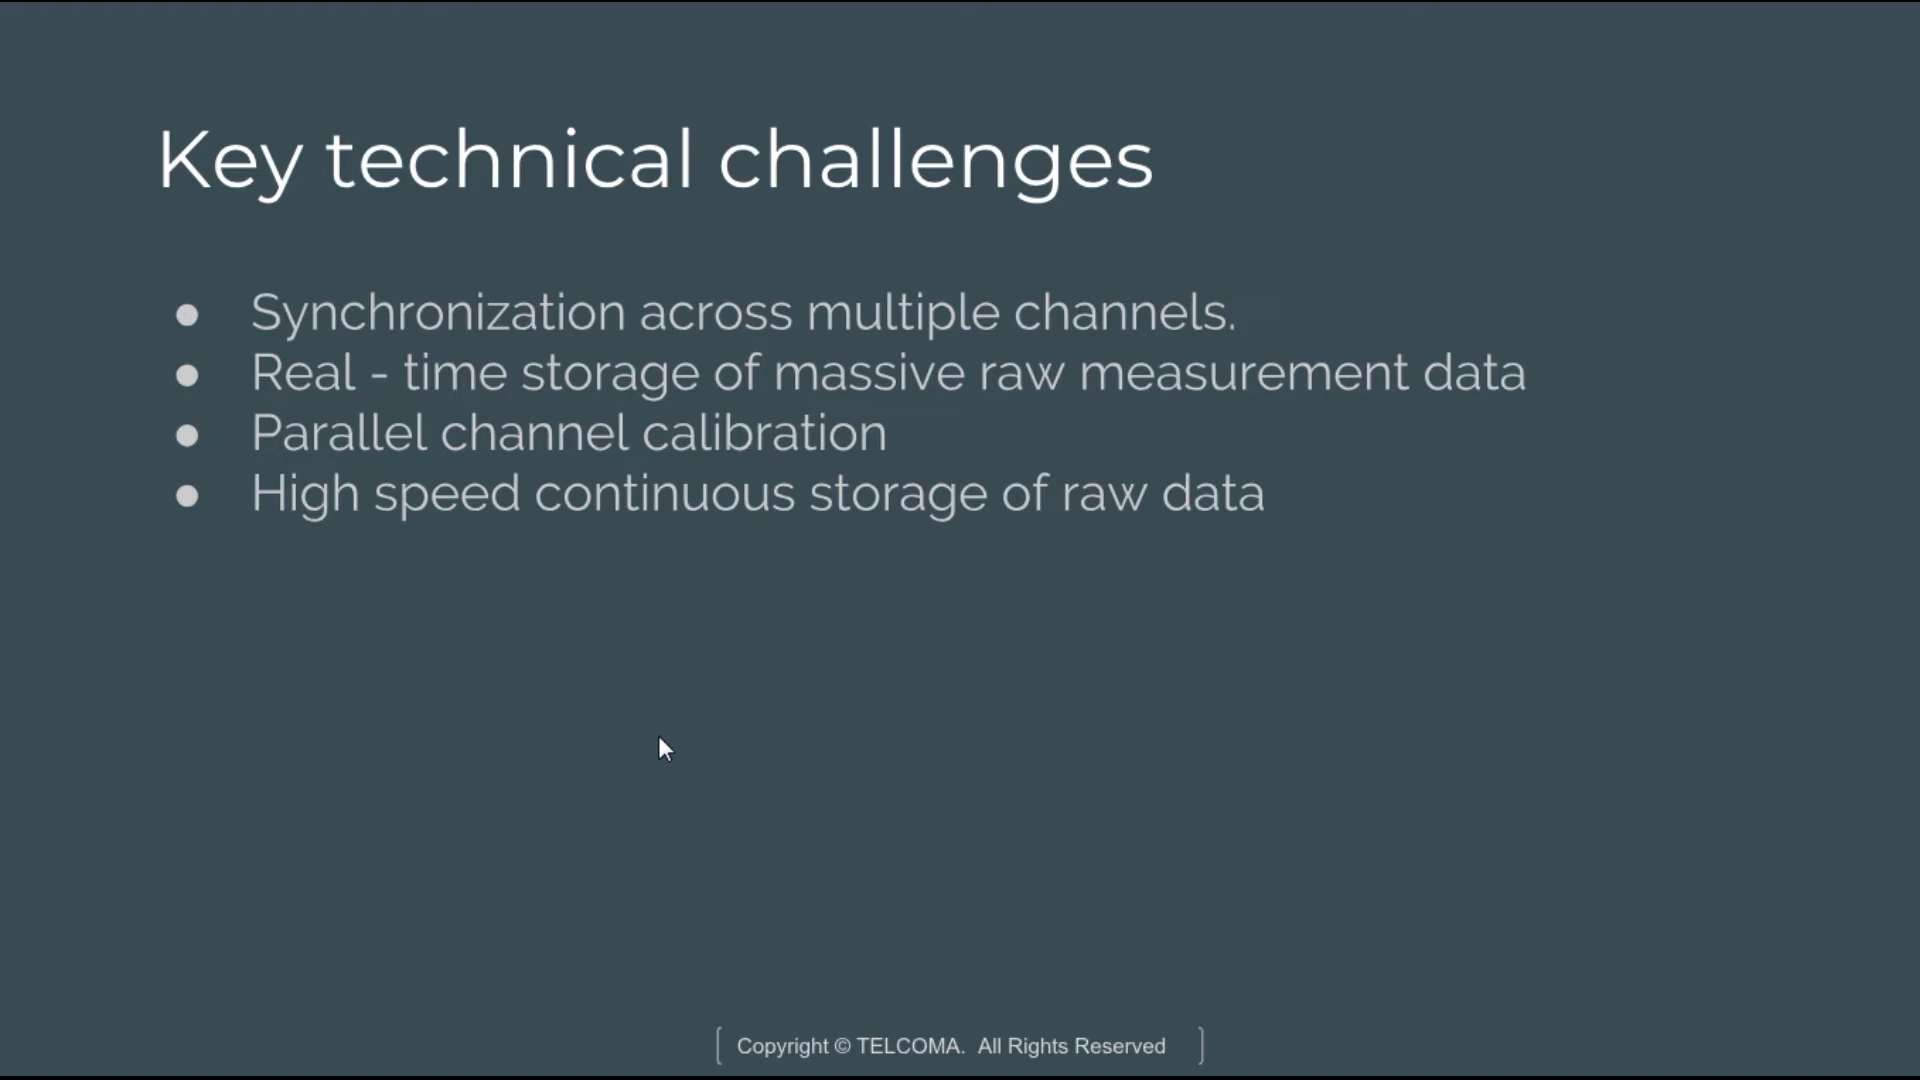 Key technical challenges
● Synchronization across multiple channels.
● Real - time storage of massive raw measurement data
● Parallel channel calibration
● High speed continuous storage of raw data
[ Copyright © TELCOMA. All Rights Reserved ]